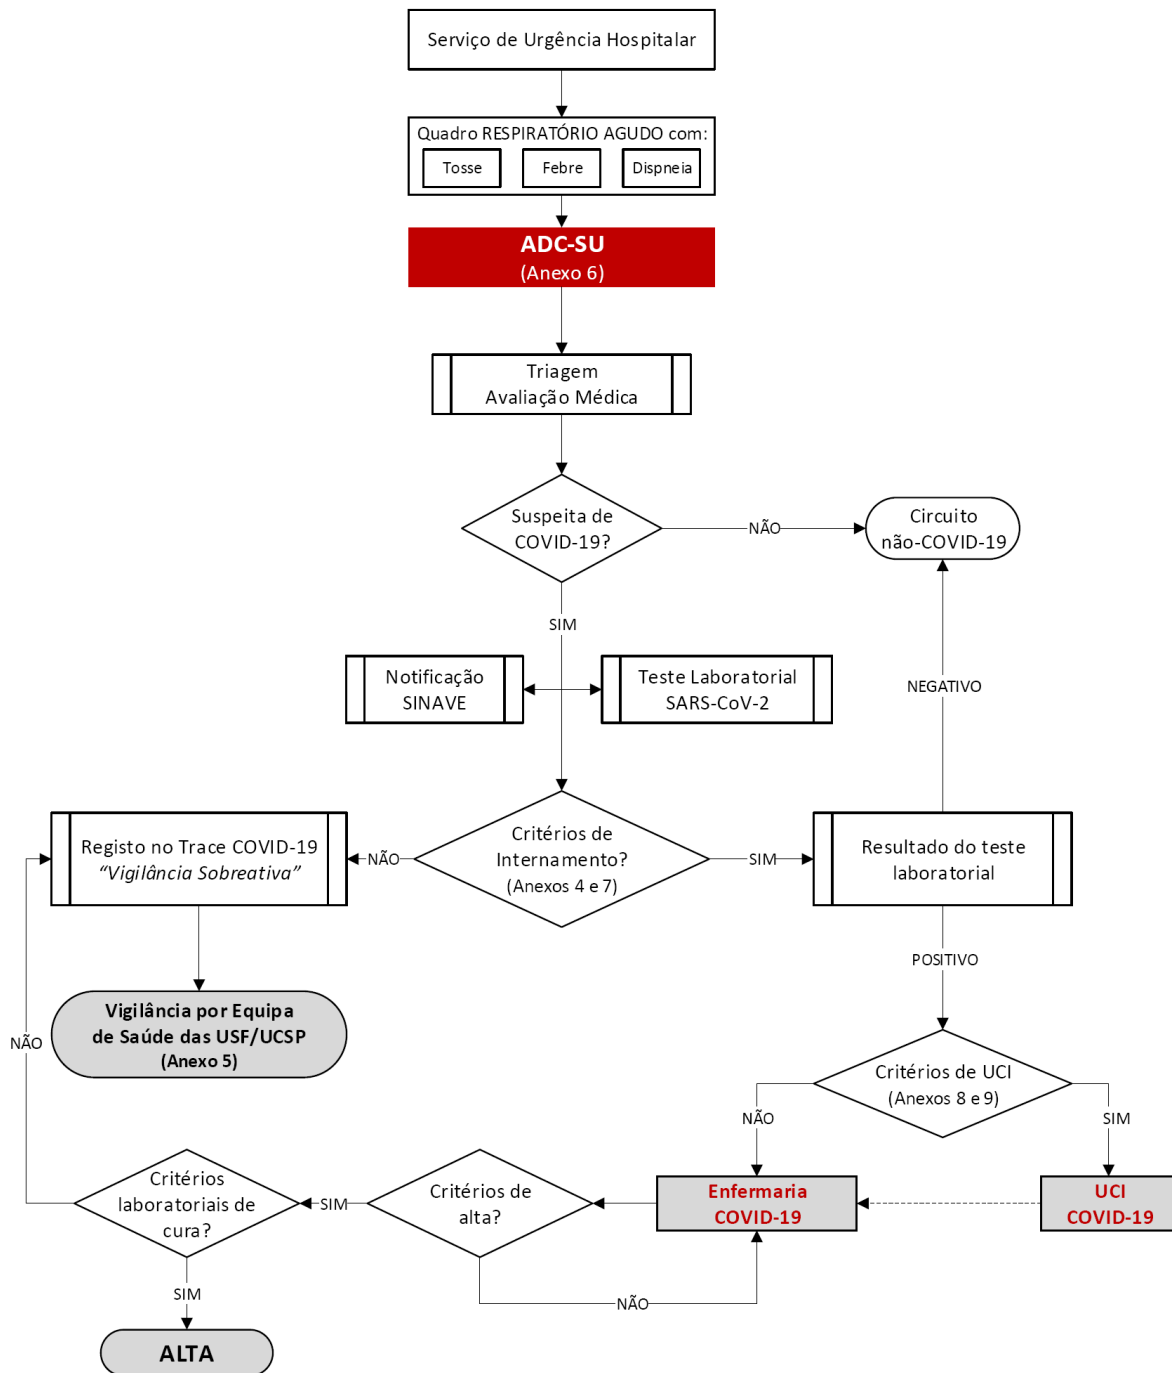 Serviço de Urgência Hospitalar
Quadro RESPIRATÓRIO AGUDO com:
Tosse
Febre
Dispneia
ADC-SU
(Anexo 6)
Triagem
Avaliação Médica
Suspeita de
COVID-19?
NÃO
Circuito
não-COVID-19
SIM
Notificação
SINAVE
Teste Laboratorial
SARS-CoV-2
NEGATIVO
Registo no Trace COVID-19
“Vigilância Sobreativa”
NÃO
Critérios de
Internamento?
(Anexos 4 e 7)
SIM
Resultado do teste
laboratorial
POSITIVO
Vigilância por Equipa
de Saúde das USF/UCSP
(Anexo 5)
NÃO
Critérios de UCI
(Anexos 8 e 9)
NÃO
SIM
Critérios
laboratoriais de
cura?
SIM
Critérios de
alta?
Enfermaria
COVID-19
UCI
COVID-19
NÃO
SIM
ALTA